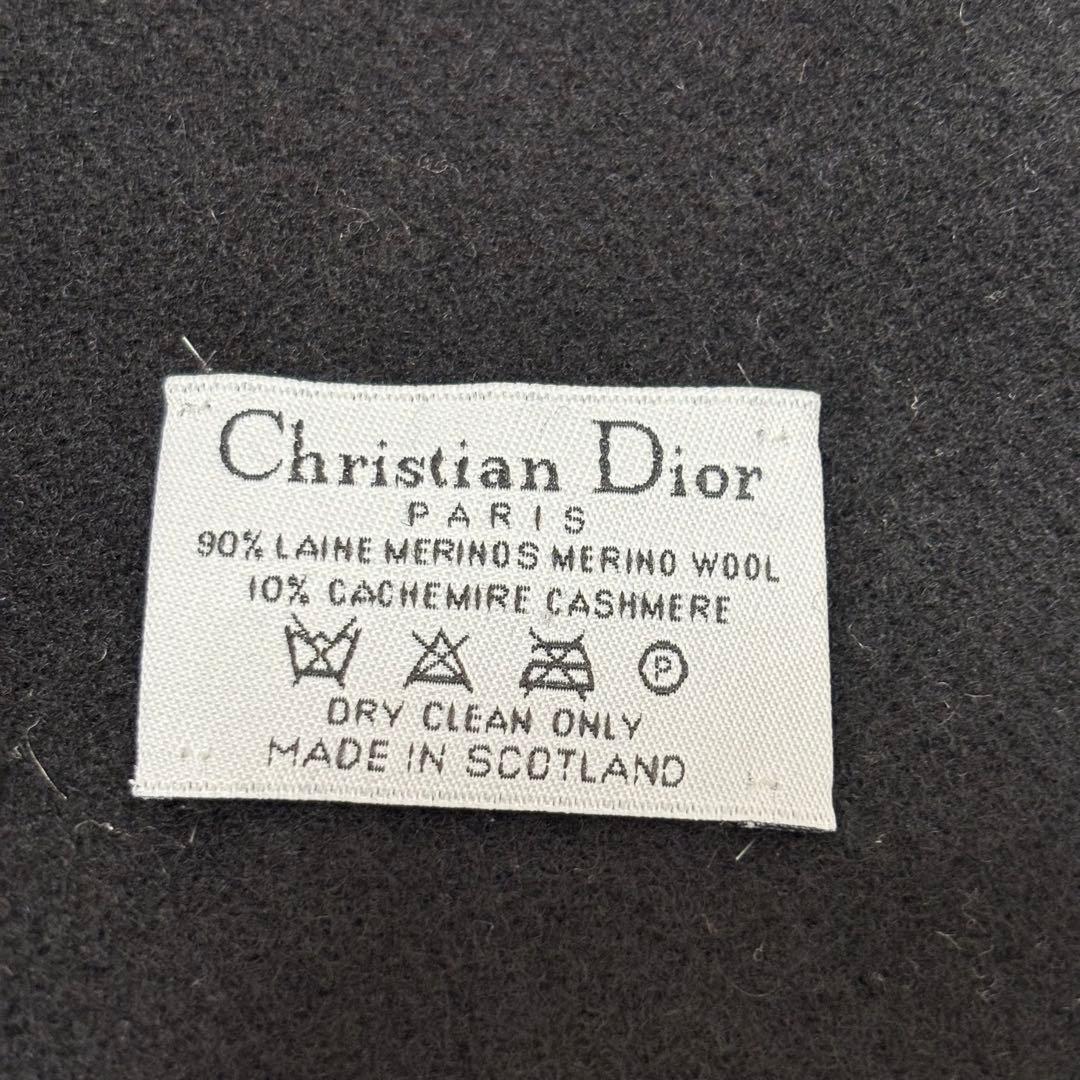 Christian Dior
PARIS
90% LAINE MERINOS MERINO WOOL
10% CACHEMIRE CASHMERE
P
DRY CLEAN ONLY
MADE IN SCOTLAND